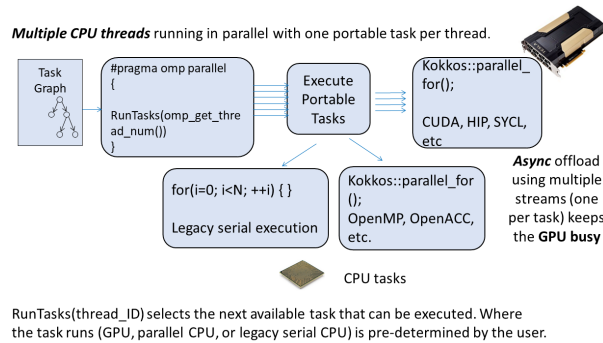 Multiple CPU threads running in parallel with one portable task per thread.
Task
Graph
#pragma omp parallel
{
RunTasks(omp_get_thre
ad_num())
}
Execute
Portable
Tasks
Kokkos::parallel_
for();
CUDA, HIP, SYCL,
etc
for(i=0; i<N; ++i) { }
Legacy serial execution
Kokkos::parallel_for
();
OpenMP, OpenACC,
etc.
Async offload
using multiple
streams (one
per task) keeps
the GPU busy
CPU tasks
RunTasks(thread_ID) selects the next available task that can be executed. Where
the task runs (GPU, parallel CPU, or legacy serial CPU) is pre-determined by the user.